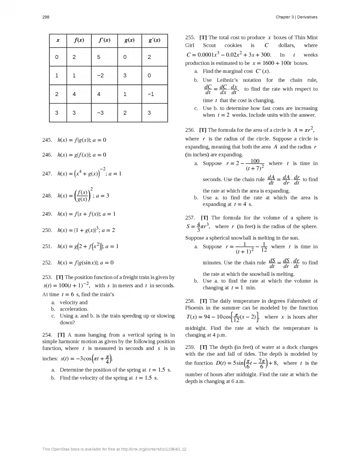 298
Chapter 3 | Derivatives
x f(x) f′(x) g(x) g′(x)
0 2 5 0 2
1 1 −2 3 0
2 4 4 1 −1
3 3 −3 2 3
245. h(x) = f(g(x)); a = 0
246. h(x) = g(f(x)); a = 0
247. h(x) = (x⁴ + g(x))⁻²; a = 1
248. h(x) = (f(x)/g(x))²; a = 3
249. h(x) = f(x + f(x)); a = 1
250. h(x) = (1 + g(x))³; a = 2
251. h(x) = g(2 + f(x²)); a = 1
252. h(x) = f(g(sin x)); a = 0
253. [T] The position function of a freight train is given by
s(t) = 100(t + 1)⁻², with s in meters and t in seconds.
At time t = 6 s, find the train's
a. velocity and
b. acceleration.
c. Using a. and b. is the train speeding up or slowing
down?
254. [T] A mass hanging from a vertical spring is in
simple harmonic motion as given by the following position
function, where t is measured in seconds and s is in
inches: s(t) = −3cos(πt + π/4).
a. Determine the position of the spring at t = 1.5 s.
b. Find the velocity of the spring at t = 1.5 s.
255. [T] The total cost to produce x boxes of Thin Mint
Girl Scout cookies is C dollars, where
C = 0.0001x³ − 0.02x² + 3x + 300. In t weeks
production is estimated to be x = 1600 + 100t boxes.
a. Find the marginal cost C′(x).
b. Use Leibniz's notation for the chain rule,
dC/dt = dC/dx · dx/dt, to find the rate with respect to
time t that the cost is changing.
c. Use b. to determine how fast costs are increasing
when t = 2 weeks. Include units with the answer.
256. [T] The formula for the area of a circle is A = πr²,
where r is the radius of the circle. Suppose a circle is
expanding, meaning that both the area A and the radius r
(in inches) are expanding.
a. Suppose r = 2 − 100/(t + 7)² where t is time in
seconds. Use the chain rule dA/dt = dA/dr · dr/dt to find
the rate at which the area is expanding.
b. Use a. to find the rate at which the area is
expanding at t = 4 s.
257. [T] The formula for the volume of a sphere is
S = 4/3πr³, where r (in feet) is the radius of the sphere.
Suppose a spherical snowball is melting in the sun.
a. Suppose r = 1/(t + 1)² − 1/12 where t is time in
minutes. Use the chain rule dS/dt = dS/dr · dr/dt to find
the rate at which the snowball is melting.
b. Use a. to find the rate at which the volume is
changing at t = 1 min.
258. [T] The daily temperature in degrees Fahrenheit of
Phoenix in the summer can be modeled by the function
T(x) = 94 − 10cos[π/12(x − 2)], where x is hours after
midnight. Find the rate at which the temperature is
changing at 4 p.m.
259. [T] The depth (in feet) of water at a dock changes
with the rise and fall of tides. The depth is modeled by
the function D(t) = 5sin(π/6t − 7π/6) + 8, where t is the
number of hours after midnight. Find the rate at which the
depth is changing at 6 a.m.
This OpenStax book is available for free at